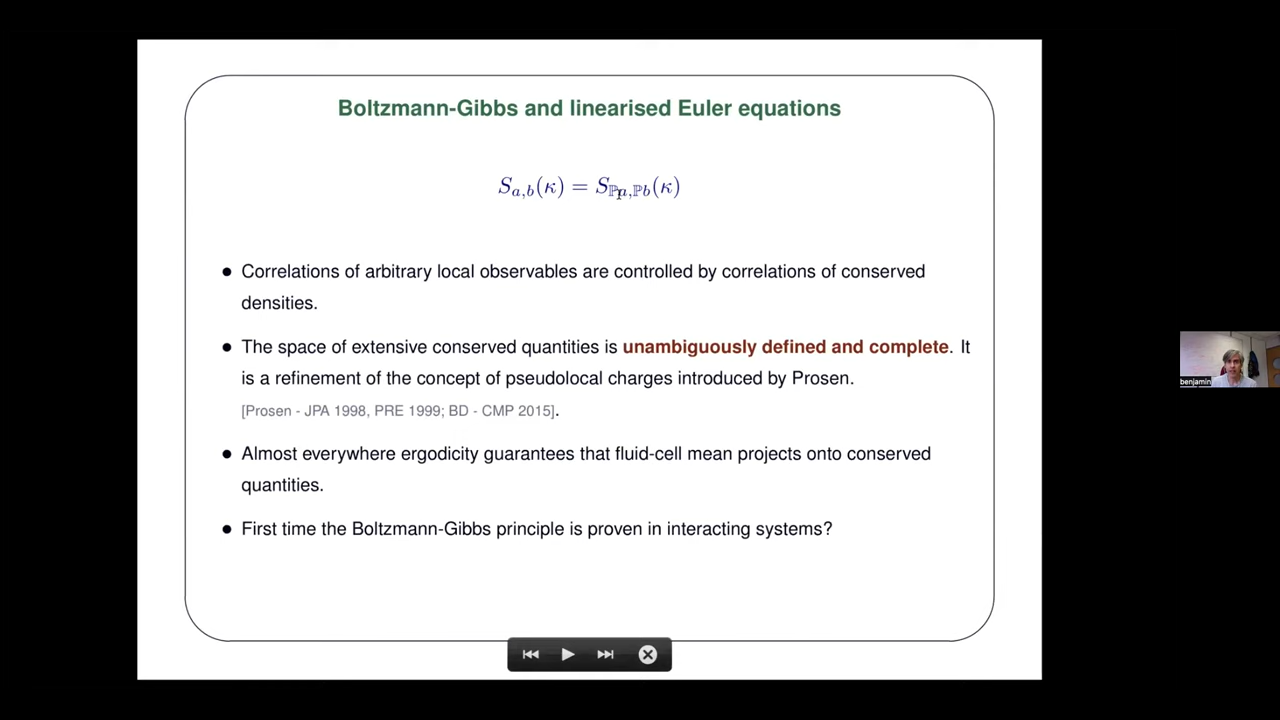 Boltzmann-Gibbs and linearised Euler equations
S_{a,b}(κ) = S_{ℙa,ℙb}(κ)
● Correlations of arbitrary local observables are controlled by correlations of conserved
densities.
● The space of extensive conserved quantities is unambiguously defined and complete. It
is a refinement of the concept of pseudolocal charges introduced by Prosen.
[Prosen - JPA 1998, PRE 1999; BD - CMP 2015].
● Almost everywhere ergodicity guarantees that fluid-cell mean projects onto conserved
quantities.
● First time the Boltzmann-Gibbs principle is proven in interacting systems?
benjamin